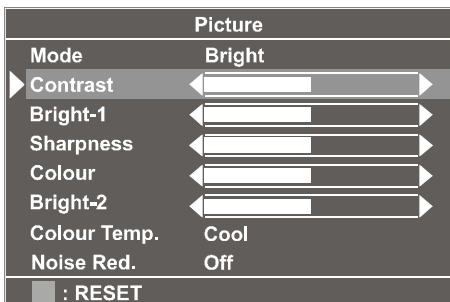 Picture
Mode Bright
Contrast
Bright-1
Sharpness
Colour
Bright-2
Colour Temp. Cool
Noise Red. Off
: RESET